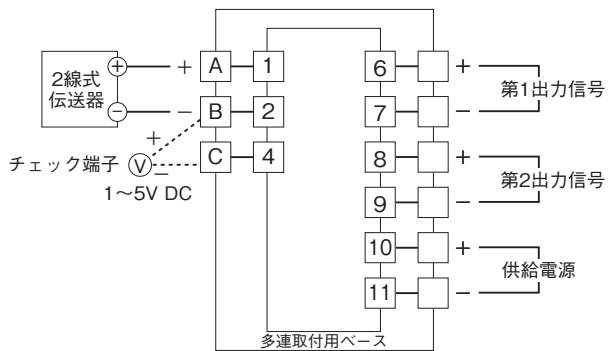 2線式
伝送器
+
−
+
−
A
B
C
1
2
4
+
−
チェック端子
V
1～5V DC
6
7
8
9
10
11
+
−
第1出力信号
+
−
第2出力信号
+
−
供給電源
多連取付用ベース